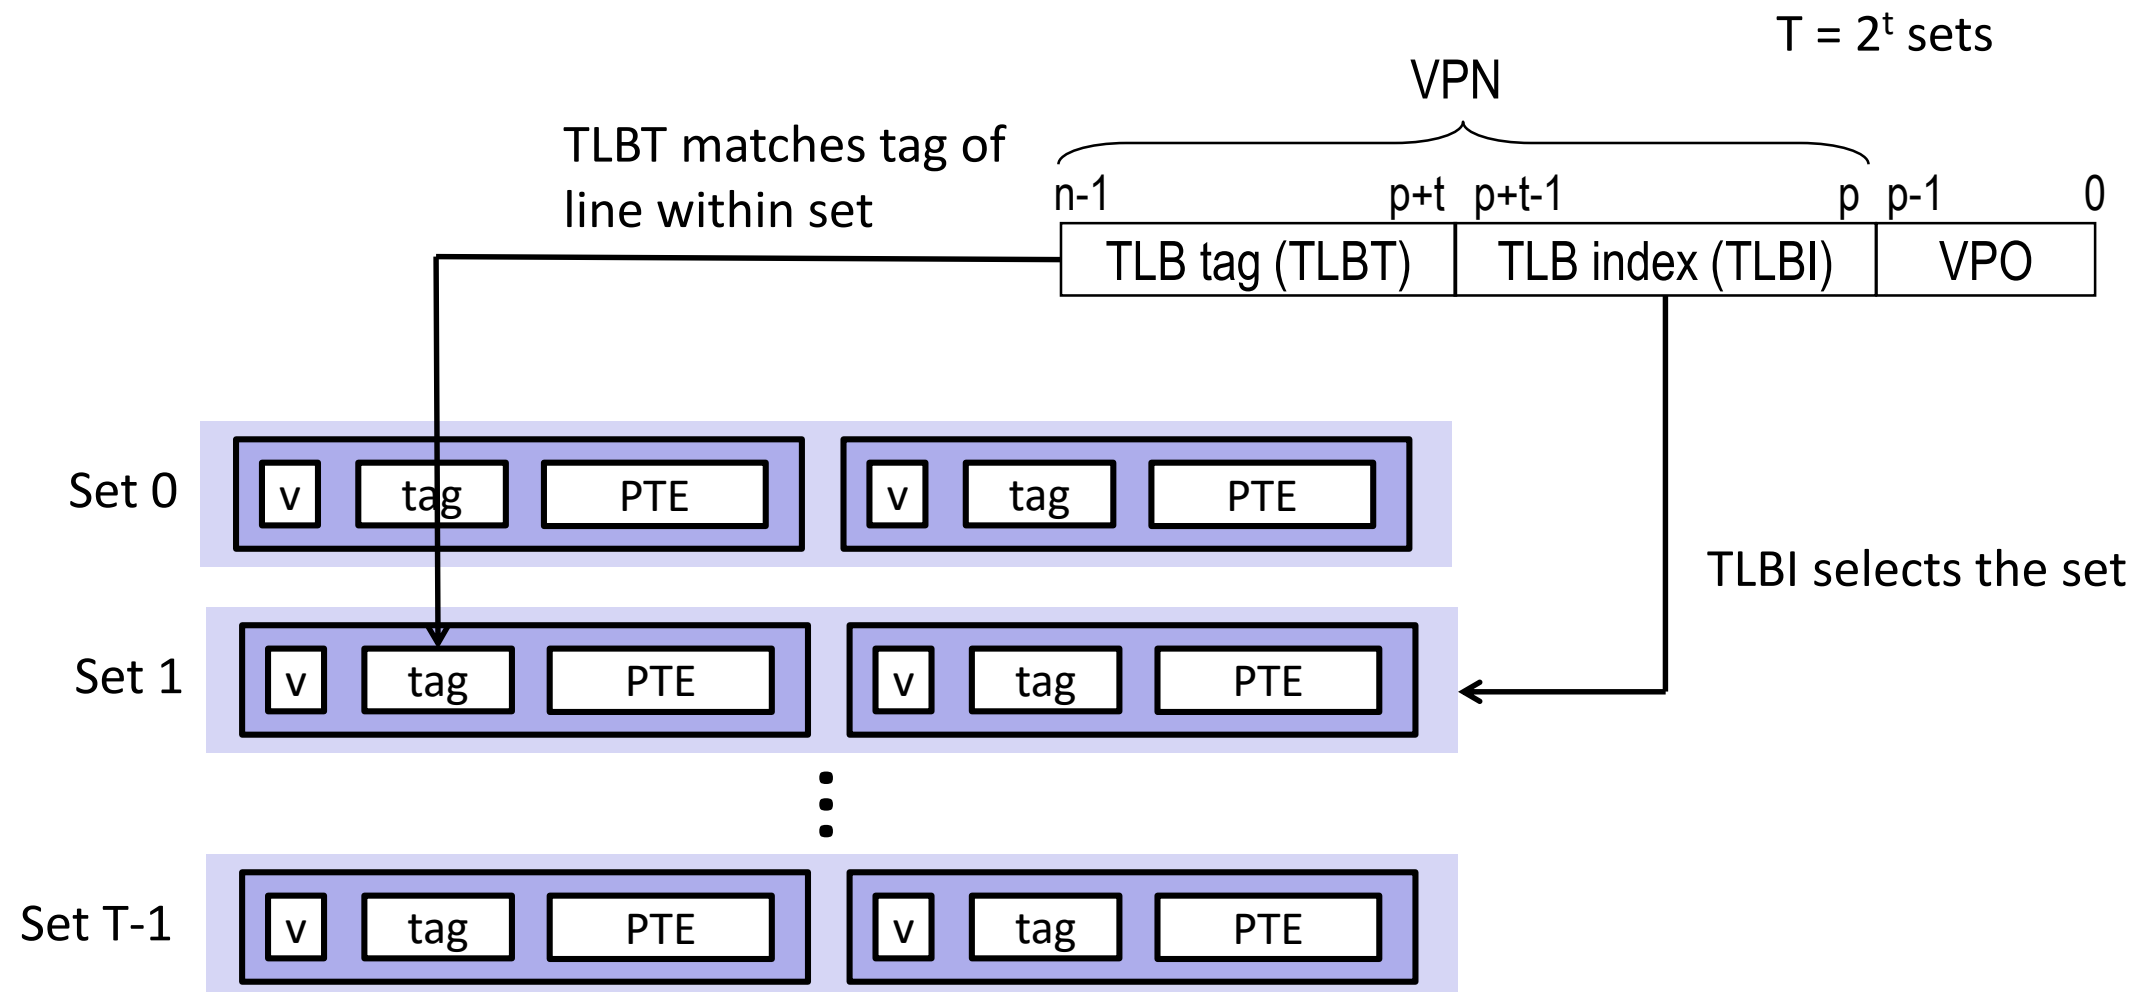 T = 2^t sets
VPN
TLBT matches tag of
line within set
n-1 p+t p+t-1 p p-1 0
TLB tag (TLBT) TLB index (TLBI) VPO
Set 0 v tag PTE v tag PTE
TLBI selects the set
Set 1 v tag PTE v tag PTE
Set T-1 v tag PTE v tag PTE